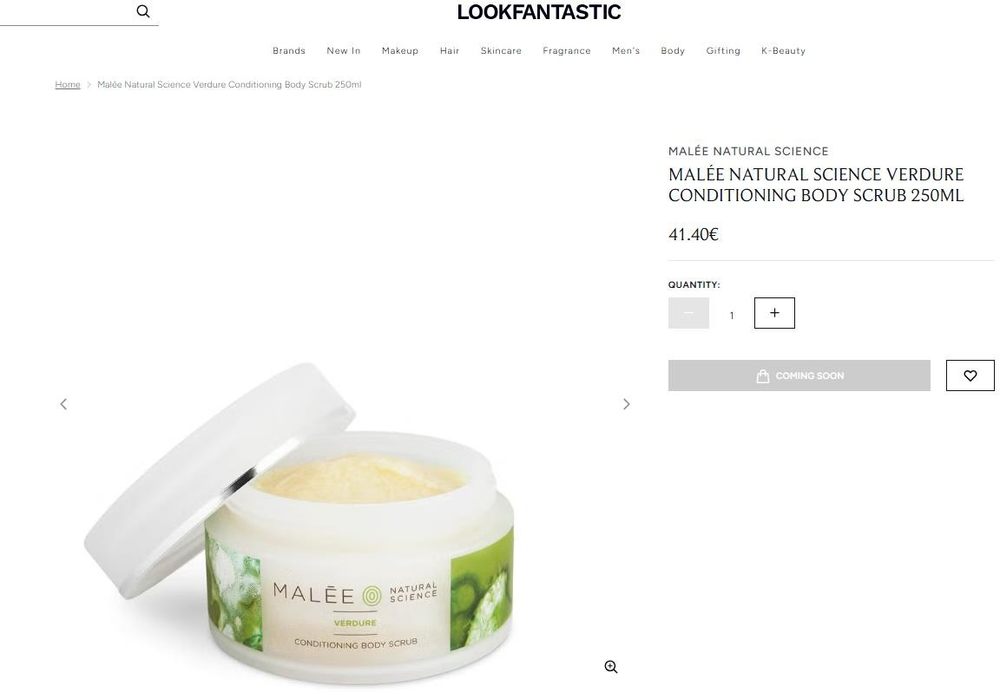 LOOKFANTASTIC
Brands New In Makeup Hair Skincare Fragrance Men's Body Gifting K-Beauty
Home > Malée Natural Science Verdure Conditioning Body Scrub 250ml
MALÉE NATURAL SCIENCE
MALÉE NATURAL SCIENCE VERDURE
CONDITIONING BODY SCRUB 250ML
41.40€
QUANTITY:
− 1 +
COMING SOON
MALĒE NATURAL
SCIENCE
VERDURE
CONDITIONING BODY SCRUB